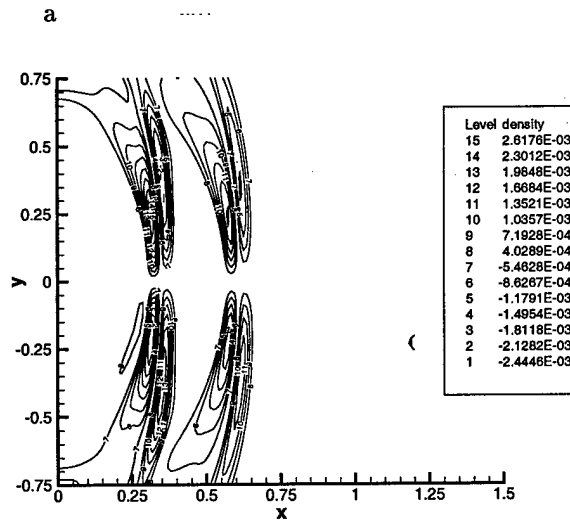 a
0.75
0.5
0.25
0
-0.25
-0.5
-0.75
y
0
0.25
0.5
0.75
1
1.25
1.5
x
Level density
15 2.6176E-03
14 2.3012E-03
13 1.9848E-03
12 1.6684E-03
11 1.3521E-03
10 1.0357E-03
9 7.1928E-04
8 4.0289E-04
7 -5.4628E-04
6 -8.6267E-04
5 -1.1791E-03
4 -1.4954E-03
3 -1.8118E-03
2 -2.1282E-03
1 -2.4446E-03